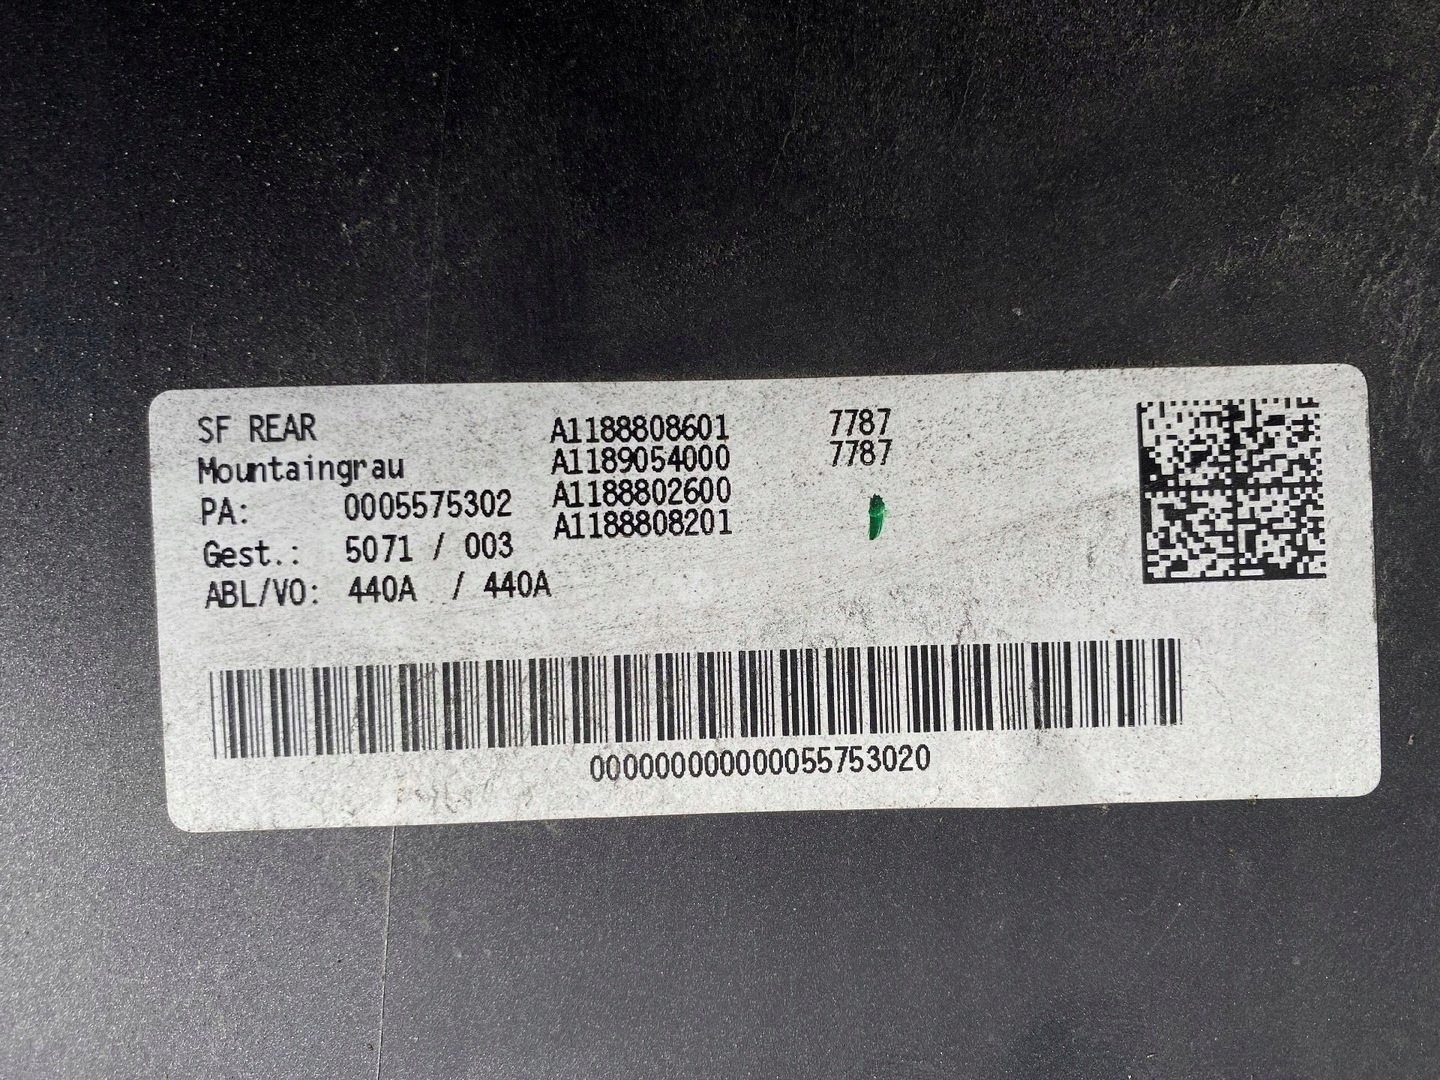 SF REAR A1188808601 7787
Mountaingrau A1189054000 7787
PA: 0005575302 A1188802600
Gest.: 5071 / 003 A1188808201
ABL/VO: 440A / 440A
00000000000055753020